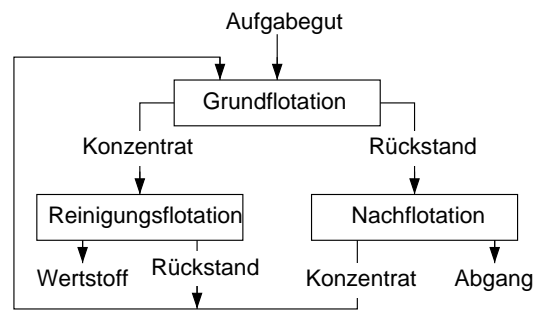 Aufgabegut
Grundflotation
Konzentrat
Rückstand
Reinigungsflotation
Nachflotation
Wertstoff
Rückstand
Konzentrat
Abgang